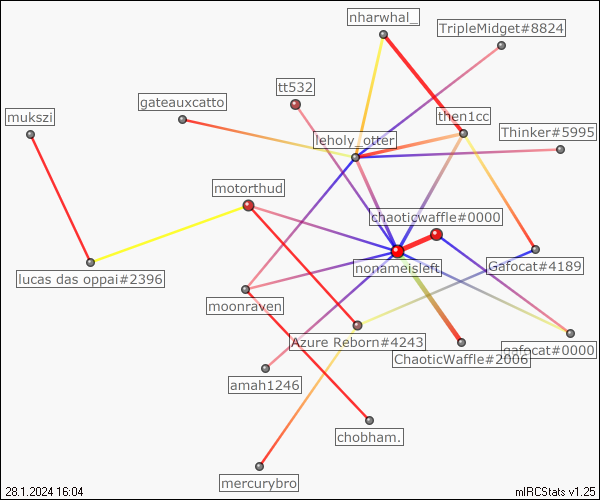 nharwhal_
TripleMidget#8824
tt532
gateauxcatto
mukszi
then1cc
Thinker#5995
leholy_otter
motorthud
chaoticwaffle#0000
nonameisleft
Gafocat#4189
lucas das oppai#2396
moonraven
Azure Reborn#4243
gafocat#0000
ChaoticWaffle#2006
amah1246
chobham.
mercurybro
28.1.2024 16:04
mIRCStats v1.25